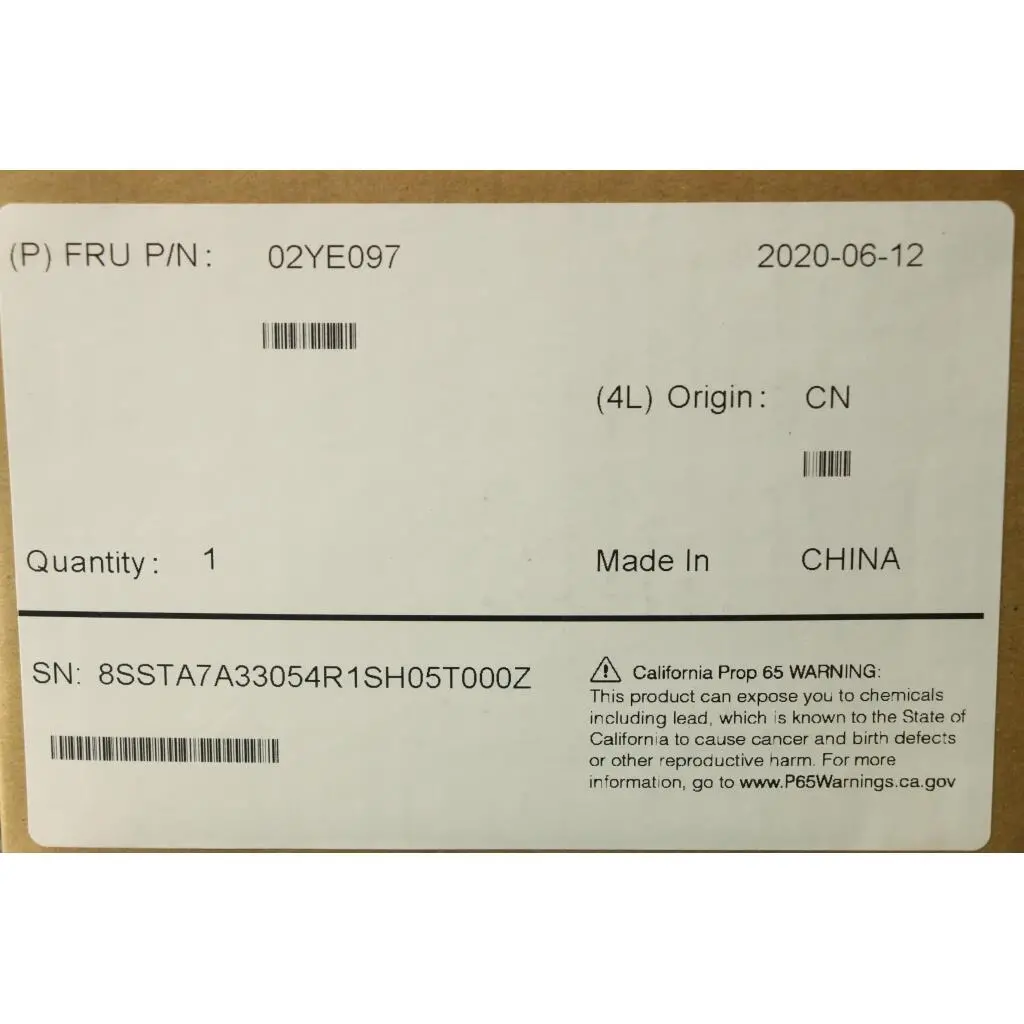 (P) FRU P/N: 02YE097 2020-06-12
(4L) Origin: CN
Quantity: 1 Made In CHINA
SN: 8SSTA7A33054R1SH05T000Z
California Prop 65 WARNING:
This product can expose you to chemicals
including lead, which is known to the State of
California to cause cancer and birth defects
or other reproductive harm. For more
information, go to www.P65Warnings.ca.gov